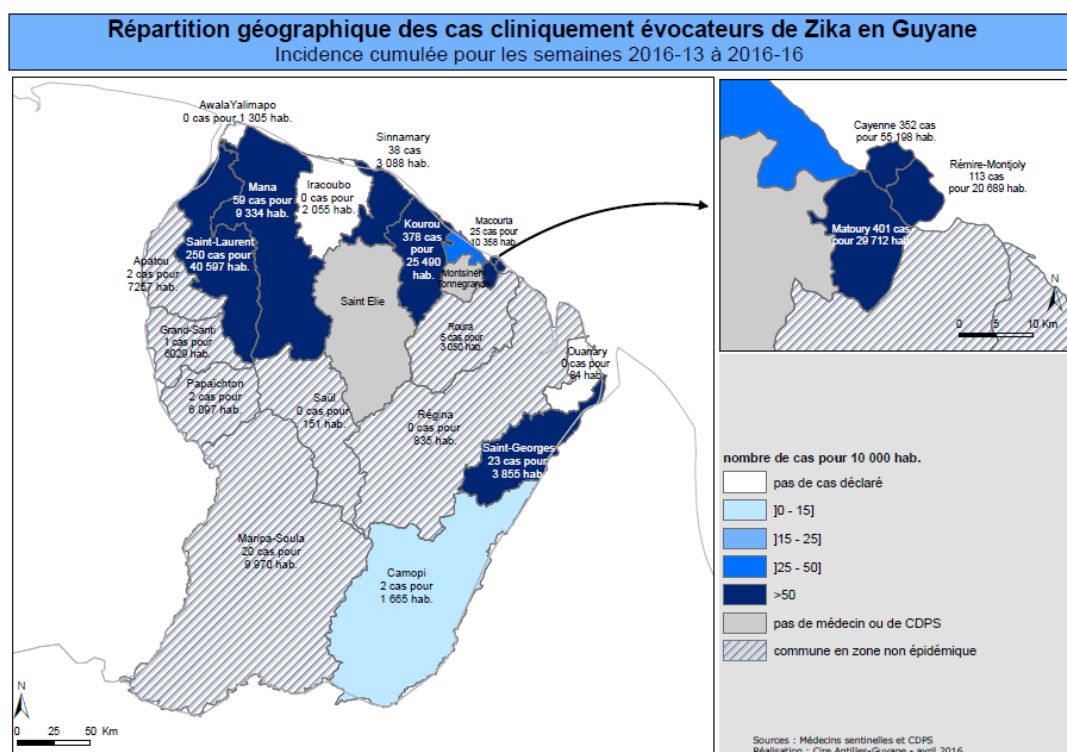 Répartition géographique des cas cliniquement évocateurs de Zika en Guyane
Incidence cumulée pour les semaines 2016-13 à 2016-16
AwalaYalimapo
0 cas pour 1 305 hab.
Sinnamary
38 cas
3 088 hab.
Mana
59 cas pour
9 334 hab.
Iracoubo
0 cas pour
2 055 hab.
Kourou
378 cas
pour
25 490
hab.
Macouria
25 cas pour
10 358 hab.
Saint-Laurent
250 cas pour
40 597 hab.
Apatou
2 cas pour
7257 hab.
Montsinéry
Tonnegrande
Saint Elie
Grand-Santi
1 cas pour
6029 hab.
Roura
5 cas pour
3 050 hab.
Ouanary
0 cas pour
84 hab.
Papaïchton
2 cas pour
6 097 hab.
Saül
0 cas pour
151 hab.
Régina
0 cas pour
835 hab.
Saint-Georges
23 cas pour
3 855 hab.
Maripa-Soula
20 cas pour
9 970 hab.
Camopi
2 cas pour
1 665 hab.
N
0 25 50 Km
Cayenne 352 cas
pour 55 198 hab.
Rémire-Montjoly
113 cas
pour 20 689 hab.
Matoury 401 cas
pour 29 712 hab.
N
0 5 10 Km
nombre de cas pour 10 000 hab.
pas de cas déclaré
]0 - 15]
]15 - 25]
]25 - 50]
>50
pas de médecin ou de CDPS
commune en zone non épidémique
Sources : Médecins sentinelles et CDPS
Réalisation : Cire Antilles-Guyane - avril 2016